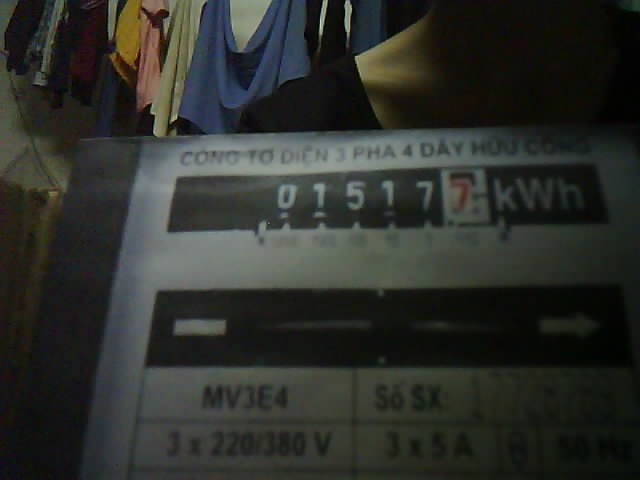 CÔNG TƠ ĐIỆN 3 PHA 4 DÂY HỮU CÔNG
01517 7 kWh
MV3E4 Số SX:
3 x 220/380 V 3 x 5 A 50 Hz